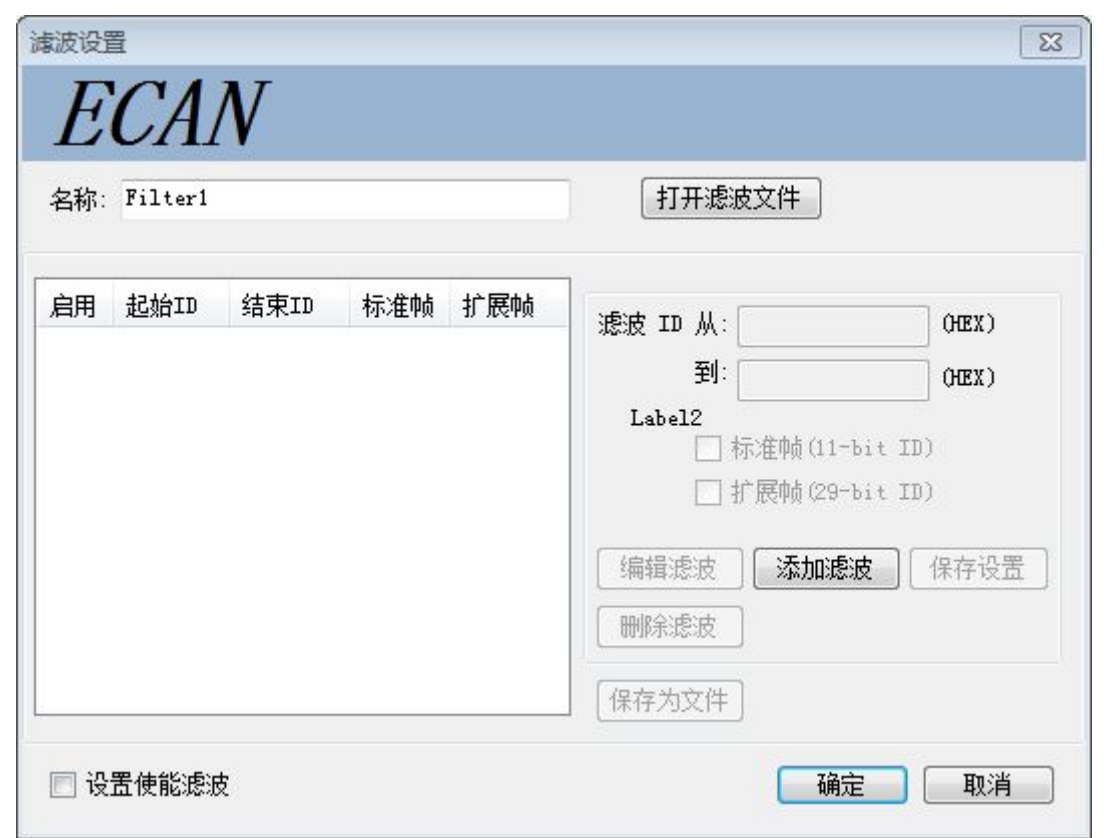 滤波设置
ECAN
名称: Filter1 打开滤波文件
启用 起始ID 结束ID 标准帧 扩展帧
滤波 ID 从: (HEX)
到: (HEX)
Label2
标准帧(11-bit ID)
扩展帧(29-bit ID)
编辑滤波 添加滤波 保存设置
删除滤波
保存为文件
设置使能滤波 确定 取消